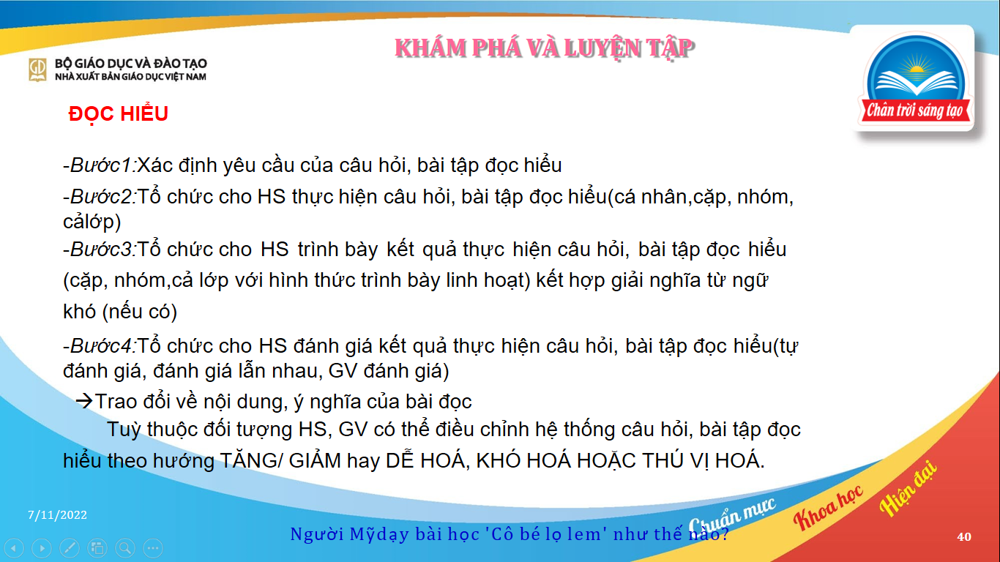 KHÁM PHÁ VÀ LUYỆN TẬP
BỘ GIÁO DỤC VÀ ĐÀO TẠO
NHÀ XUẤT BẢN GIÁO DỤC VIỆT NAM
Chân trời sáng tạo
ĐỌC HIỂU
-Bước1:Xác định yêu cầu của câu hỏi, bài tập đọc hiểu
-Bước2:Tổ chức cho HS thực hiện câu hỏi, bài tập đọc hiểu(cá nhân,cặp, nhóm,
cảlớp)
-Bước3:Tổ chức cho HS trình bày kết quả thực hiện câu hỏi, bài tập đọc hiểu
(cặp, nhóm,cả lớp với hình thức trình bày linh hoạt) kết hợp giải nghĩa từ ngữ
khó (nếu có)
-Bước4:Tổ chức cho HS đánh giá kết quả thực hiện câu hỏi, bài tập đọc hiểu(tự
đánh giá, đánh giá lẫn nhau, GV đánh giá)
→Trao đổi về nội dung, ý nghĩa của bài đọc
Tuỳ thuộc đối tượng HS, GV có thể điều chỉnh hệ thống câu hỏi, bài tập đọc
hiểu theo hướng TĂNG/ GIẢM hay DỄ HOÁ, KHÓ HOÁ HOẶC THÚ VỊ HOÁ.
Chuẩn mực Khoa học Hiện đại
7/11/2022
Người Mỹdạy bài học 'Cô bé lọ lem' như thế nào?
40